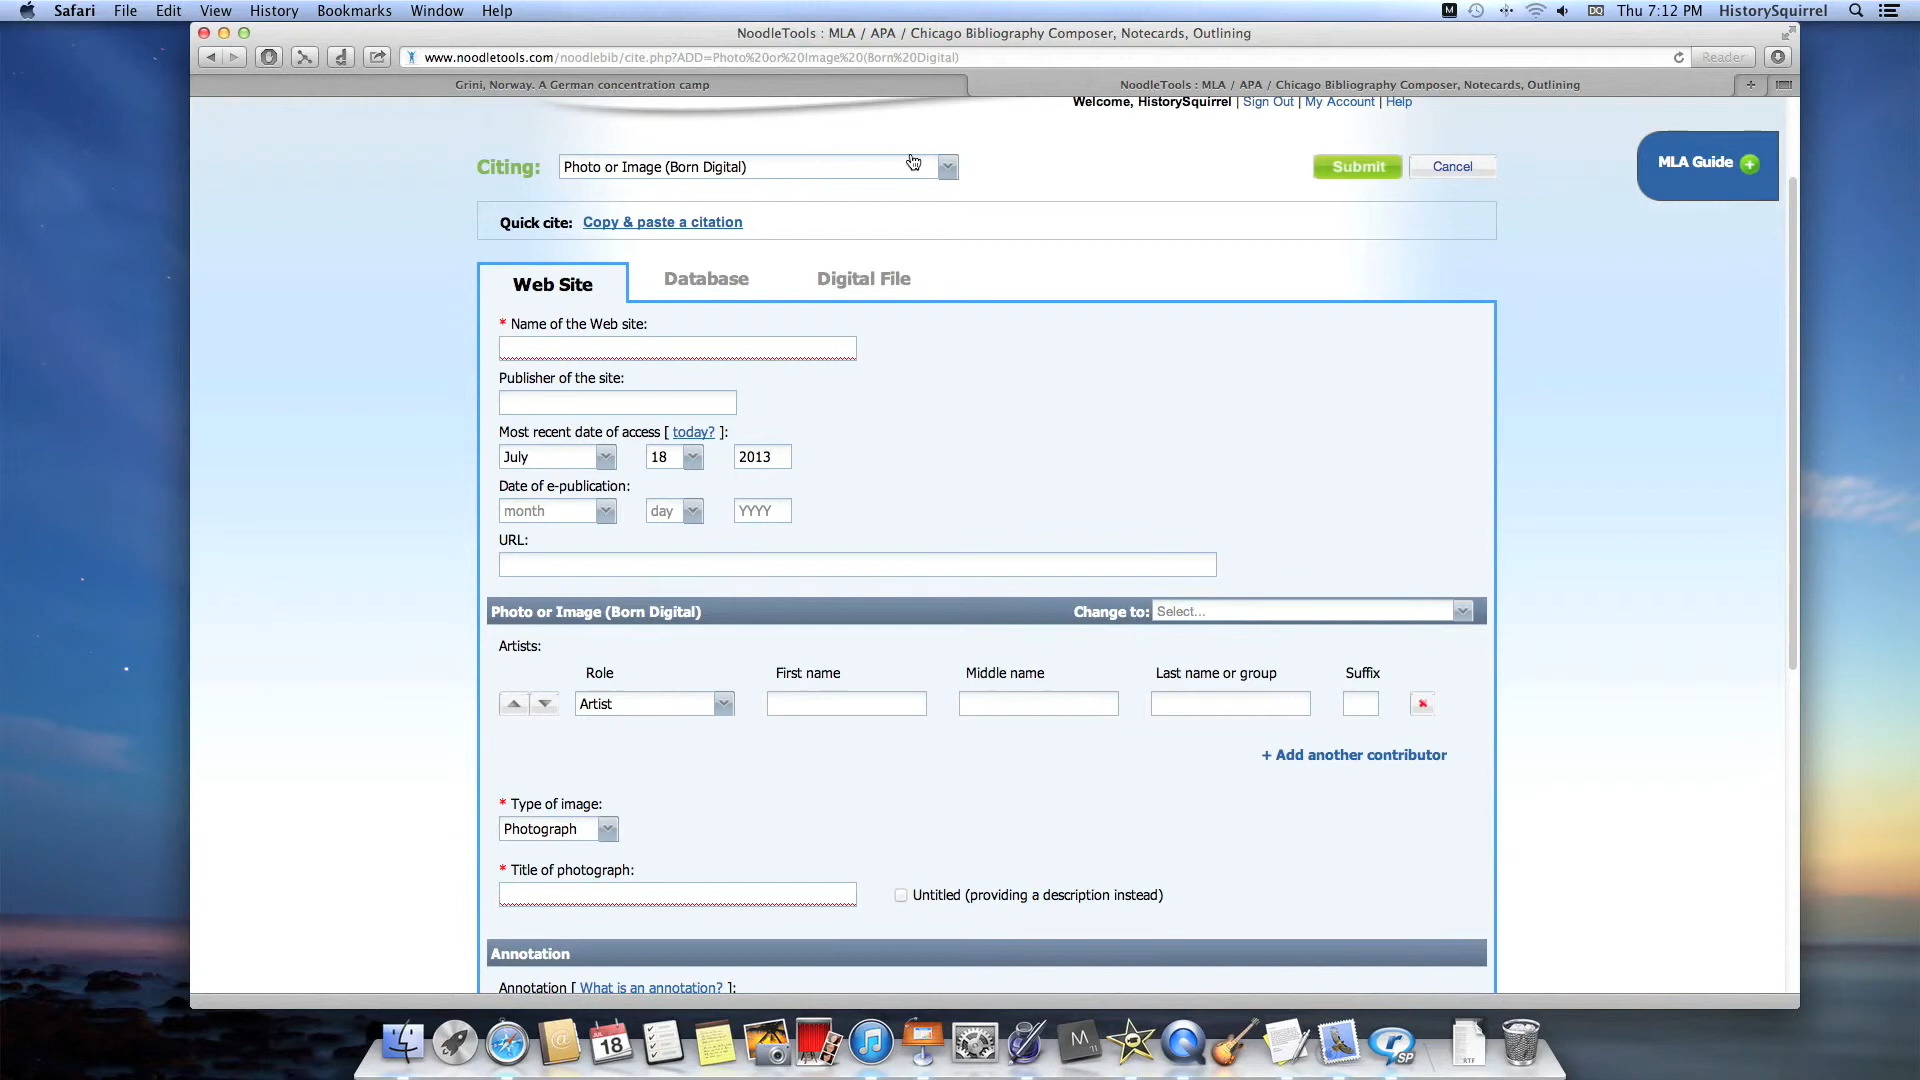 Safari File Edit View History Bookmarks Window Help Thu 7:12 PM HistorySquirrel
NoodleTools : MLA / APA / Chicago Bibliography Composer, Notecards, Outlining
www.noodletools.com/noodlebib/cite.php?ADD=Photo%20or%20Image%20(Born%20Digital) Reader
Grini, Norway. A German concentration camp NoodleTools : MLA / APA / Chicago Bibliography Composer, Notecards, Outlining
Welcome, HistorySquirrel | Sign Out | My Account | Help
MLA Guide
Citing: Photo or Image (Born Digital) Submit Cancel
Quick cite: Copy & paste a citation
Web Site Database Digital File
* Name of the Web site:
Publisher of the site:
Most recent date of access [ today? ]:
July 18 2013
Date of e-publication:
month day YYYY
URL:
Photo or Image (Born Digital) Change to: Select...
Artists:
Role First name Middle name Last name or group Suffix
Artist
+ Add another contributor
* Type of image:
Photograph
* Title of photograph:
Untitled (providing a description instead)
Annotation
Annotation [ What is an annotation? ]:
JUL
18
M
SP
RTF